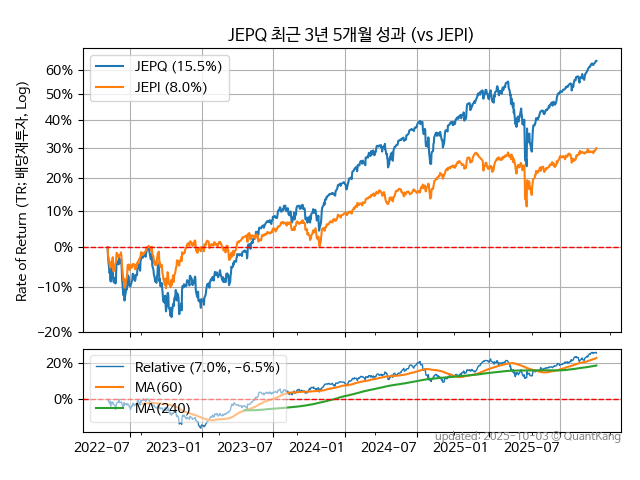 JEPQ 최근 3년 5개월 성과 (vs JEPI)
JEPQ (15.5%)
JEPI (8.0%)
Rate of Return (TR: 배당재투자, Log)
60%
50%
40%
30%
20%
10%
0%
−10%
−20%
Relative (7.0%, −6.5%)
MA(60)
MA(240)
20%
0%
updated: 2025-10-03 © QuantKang
2022-07 2023-01 2023-07 2024-01 2024-07 2025-01 2025-07